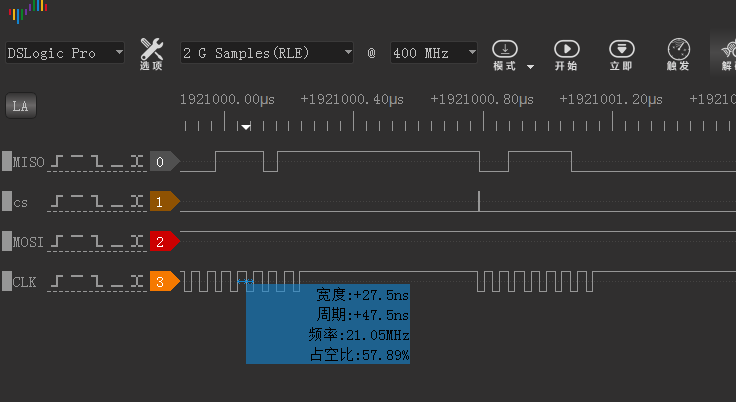 DSLogic Pro 选项 2 G Samples(RLE) @ 400 MHz 模式 开始 立即 触发
LA 1921000.00μs +1921000.40μs +1921000.80μs +1921001.20μs
MISO 0
cs 1
MOSI 2
CLK 3
宽度:+27.5ns
周期:+47.5ns
频率:21.05MHz
占空比:57.89%